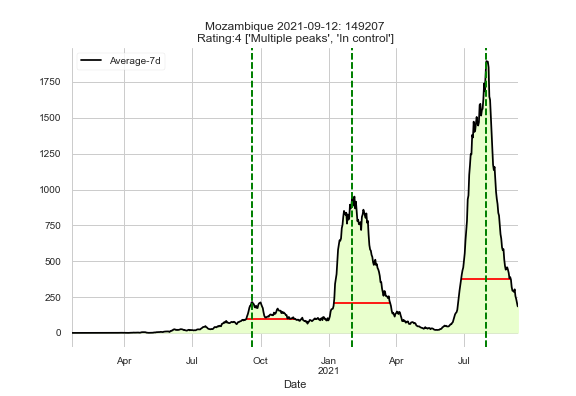 Mozambique 2021-09-12: 149207
Rating:4 ['Multiple peaks', 'In control']
Average-7d
1750
1500
1250
1000
750
500
250
0
Apr
Jul
Oct
Jan
2021
Apr
Jul
Date